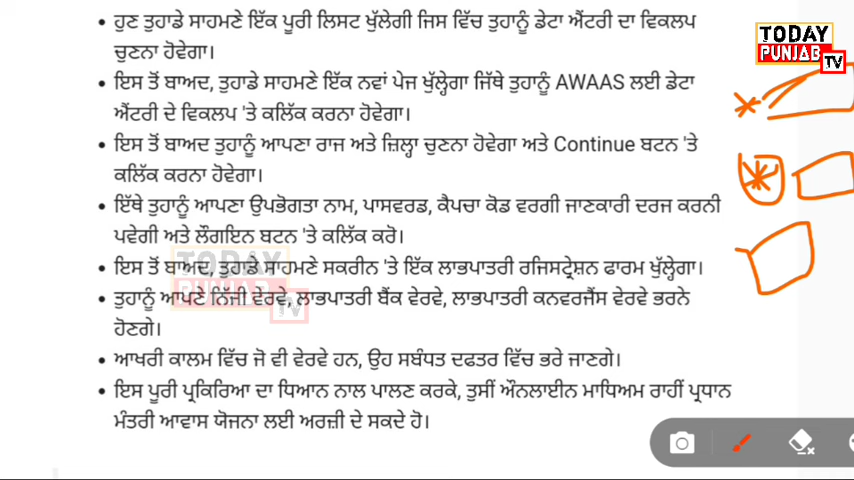 • ਹੁਣ ਤੁਹਾਡੇ ਸਾਹਮਣੇ ਇੱਕ ਪੂਰੀ ਲਿਸਟ ਖੁੱਲੇਗੀ ਜਿਸ ਵਿੱਚ ਤੁਹਾਨੂੰ ਡੇਟਾ ਐਂਟਰੀ ਦਾ ਵਿਕਲਪ
ਚੁਣਨਾ ਹੋਵੇਗਾ।
• ਇਸ ਤੋਂ ਬਾਅਦ, ਤੁਹਾਡੇ ਸਾਹਮਣੇ ਇੱਕ ਨਵਾਂ ਪੇਜ ਖੁੱਲ੍ਹੇਗਾ ਜਿੱਥੇ ਤੁਹਾਨੂੰ AWAAS ਲਈ ਡੇਟਾ
ਐਂਟਰੀ ਦੇ ਵਿਕਲਪ 'ਤੇ ਕਲਿੱਕ ਕਰਨਾ ਹੋਵੇਗਾ।
• ਇਸ ਤੋਂ ਬਾਅਦ ਤੁਹਾਨੂੰ ਆਪਣਾ ਰਾਜ ਅਤੇ ਜ਼ਿਲ੍ਹਾ ਚੁਣਨਾ ਹੋਵੇਗਾ ਅਤੇ Continue ਬਟਨ 'ਤੇ
ਕਲਿੱਕ ਕਰਨਾ ਹੋਵੇਗਾ।
• ਇੱਥੇ ਤੁਹਾਨੂੰ ਆਪਣਾ ਉਪਭੋਗਤਾ ਨਾਮ, ਪਾਸਵਰਡ, ਕੈਪਚਾ ਕੋਡ ਵਰਗੀ ਜਾਣਕਾਰੀ ਦਰਜ ਕਰਨੀ
ਪਵੇਗੀ ਅਤੇ ਲੌਗਇਨ ਬਟਨ 'ਤੇ ਕਲਿੱਕ ਕਰੋ।
• ਇਸ ਤੋਂ ਬਾਅਦ, ਤੁਹਾਡੇ ਸਾਹਮਣੇ ਸਕਰੀਨ 'ਤੇ ਇੱਕ ਲਾਭਪਾਤਰੀ ਰਜਿਸਟ੍ਰੇਸ਼ਨ ਫਾਰਮ ਖੁੱਲ੍ਹੇਗਾ।
• ਤੁਹਾਨੂੰ ਆਪਣੇ ਨਿੱਜੀ ਵੇਰਵੇ, ਲਾਭਪਾਤਰੀ ਬੈਂਕ ਵੇਰਵੇ, ਲਾਭਪਾਤਰੀ ਕਨਵਰਜੈਂਸ ਵੇਰਵੇ ਭਰਨੇ
ਹੋਣਗੇ।
• ਆਖਰੀ ਕਾਲਮ ਵਿੱਚ ਜੋ ਵੀ ਵੇਰਵੇ ਹਨ, ਉਹ ਸਬੰਧਤ ਦਫਤਰ ਵਿੱਚ ਭਰੇ ਜਾਣਗੇ।
• ਇਸ ਪੂਰੀ ਪ੍ਰਕਿਰਿਆ ਦਾ ਧਿਆਨ ਨਾਲ ਪਾਲਣ ਕਰਕੇ, ਤੁਸੀਂ ਔਨਲਾਈਨ ਮਾਧਿਅਮ ਰਾਹੀਂ ਪ੍ਰਧਾਨ
ਮੰਤਰੀ ਆਵਾਸ ਯੋਜਨਾ ਲਈ ਅਰਜ਼ੀ ਦੇ ਸਕਦੇ ਹੋ।
TODAY
PUNJAB
TV
TODAY
PUNJAB
TV